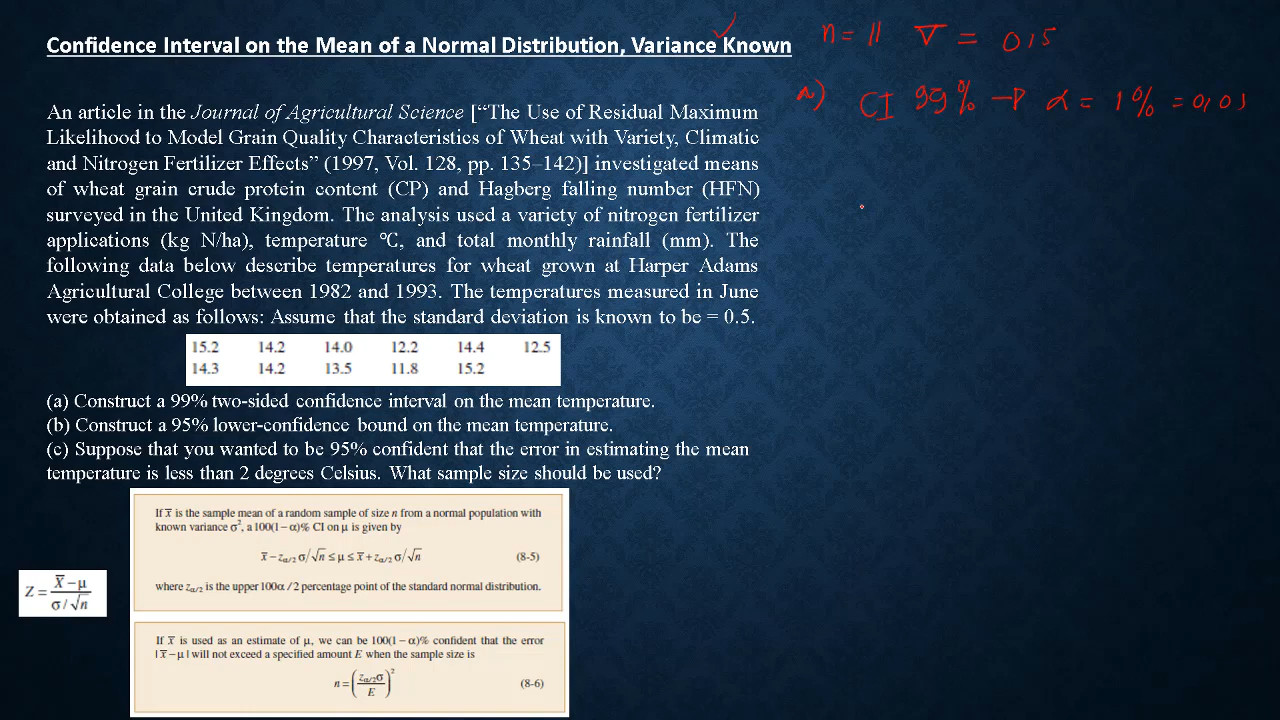 Confidence Interval on the Mean of a Normal Distribution, Variance Known
n = 11 σ = 0,5
a) CI 99% → α = 1% = 0,01
An article in the Journal of Agricultural Science [“The Use of Residual Maximum
Likelihood to Model Grain Quality Characteristics of Wheat with Variety, Climatic
and Nitrogen Fertilizer Effects” (1997, Vol. 128, pp. 135–142)] investigated means
of wheat grain crude protein content (CP) and Hagberg falling number (HFN)
surveyed in the United Kingdom. The analysis used a variety of nitrogen fertilizer
applications (kg N/ha), temperature ℃, and total monthly rainfall (mm). The
following data below describe temperatures for wheat grown at Harper Adams
Agricultural College between 1982 and 1993. The temperatures measured in June
were obtained as follows: Assume that the standard deviation is known to be = 0.5.
15.2 14.2 14.0 12.2 14.4 12.5
14.3 14.2 13.5 11.8 15.2
(a) Construct a 99% two-sided confidence interval on the mean temperature.
(b) Construct a 95% lower-confidence bound on the mean temperature.
(c) Suppose that you wanted to be 95% confident that the error in estimating the mean
temperature is less than 2 degrees Celsius. What sample size should be used?
If x̄ is the sample mean of a random sample of size n from a normal population with
known variance σ², a 100(1 − α)% CI on μ is given by
x̄ − zα/2 σ/√n ≤ μ ≤ x̄ + zα/2 σ/√n (8-5)
where zα/2 is the upper 100α/2 percentage point of the standard normal distribution.
Z = X̄ − μ / σ / √n
If x̄ is used as an estimate of μ, we can be 100(1 − α)% confident that the error
| x̄ − μ | will not exceed a specified amount E when the sample size is
n = (zα/2σ / E)² (8-6)